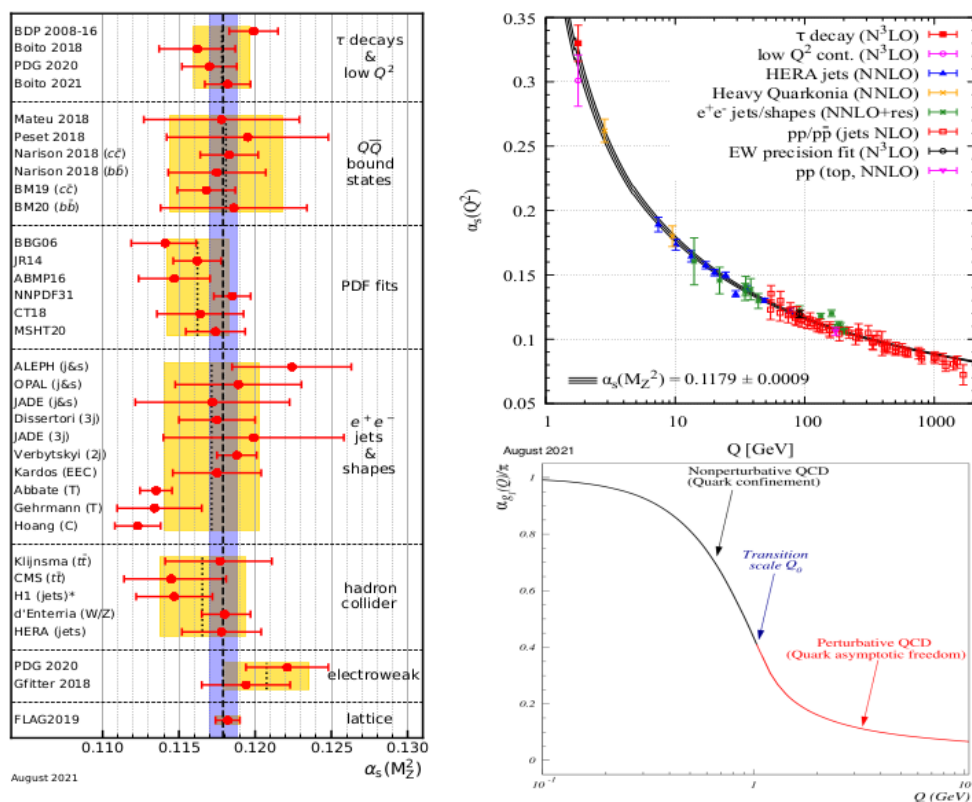 BDP 2008-16
Boito 2018
PDG 2020
Boito 2021
τ decays
&
low Q²
Mateu 2018
Peset 2018
Narison 2018 (cc̄)
Narison 2018 (bb̄)
BM19 (cc̄)
BM20 (bb̄)
QQ̄
bound
states
BBG06
JR14
ABMP16
NNPDF31
CT18
MSHT20
PDF fits
ALEPH (j&s)
OPAL (j&s)
JADE (j&s)
Dissertori (3j)
JADE (3j)
Verbytskyi (2j)
Kardos (EEC)
Abbate (T)
Gehrmann (T)
Hoang (C)
e⁺e⁻
jets
&
shapes
Klijnsma (tt̄)
CMS (tt̄)
H1 (jets)*
d'Enterria (W/Z)
HERA (jets)
hadron
collider
PDG 2020
Gfitter 2018
electroweak
FLAG2019
lattice
0.110 0.115 0.120 0.125 0.130
αs(M²Z)
August 2021
0.35
0.3
0.25
0.2
0.15
0.1
0.05
αs(Q²)
τ decay (N³LO)
low Q² cont. (N³LO)
HERA jets (NNLO)
Heavy Quarkonia (NNLO)
e⁺e⁻ jets/shapes (NNLO+res)
pp/pp̄ (jets NLO)
EW precision fit (N³LO)
pp (top, NNLO)
αs(MZ²) = 0.1179 ± 0.0009
1 10 100 1000
Q [GeV]
August 2021
αg₁(Q)/π
1
0.8
0.6
0.4
0.2
0
Nonperturbative QCD
(Quark confinement)
Transition
scale Q₀
Perturbative QCD
(Quark asymptotic freedom)
10⁻¹ 1 10
Q (GeV)